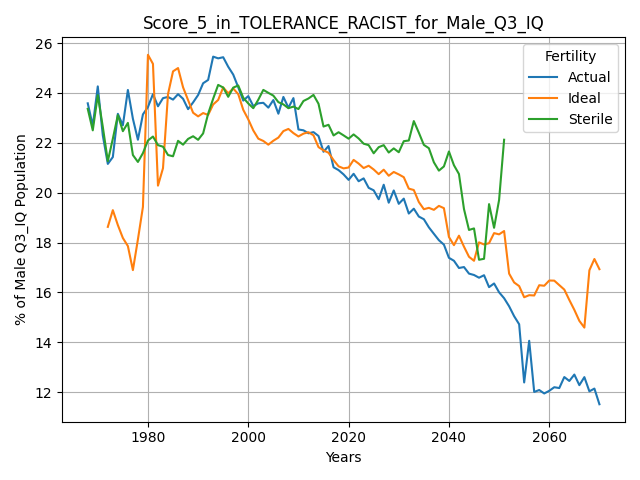 Score_5_in_TOLERANCE_RACIST_for_Male_Q3_IQ
% of Male Q3_IQ Population
26
24
22
20
18
16
14
12
Fertility
Actual
Ideal
Sterile
1980 2000 2020 2040 2060
Years